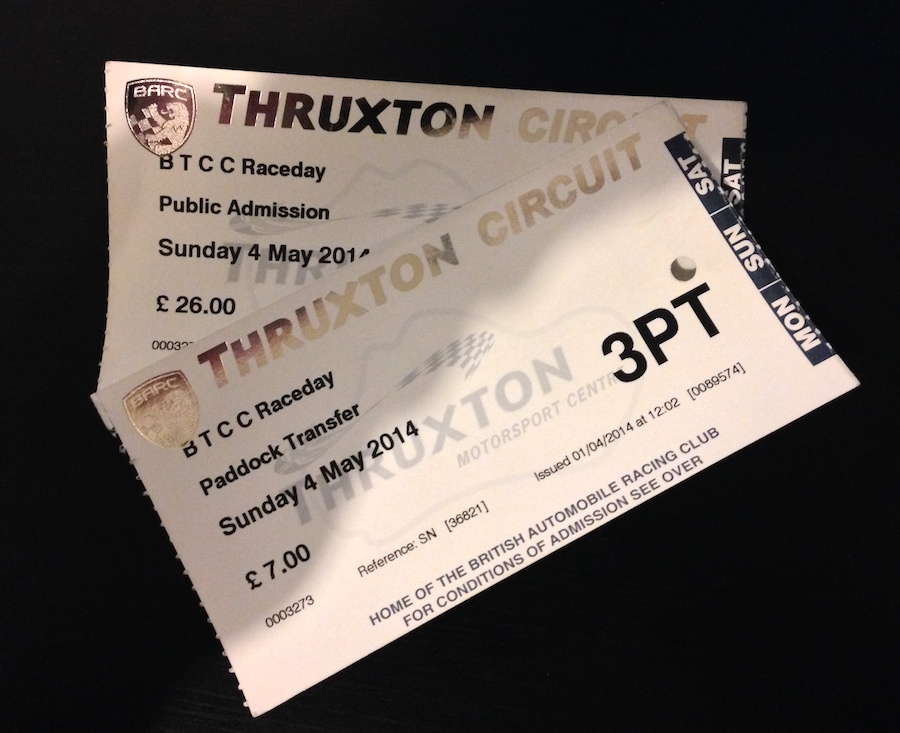 BARC
THRUXTON CIRCUIT
B T C C Raceday
Public Admission
Sunday 4 May 2014
£ 26.00
SAT
BARC
THRUXTON CIRCUIT
B T C C Raceday
Paddock Transfer
Sunday 4 May 2014
£ 7.00
0003273
3PT
THRUXTON
MOTORSPORT CENTRE
Reference: SN [36821]
Issued 01/04/2014 at 12:02 [0089574]
HOME OF THE BRITISH AUTOMOBILE RACING CLUB
FOR CONDITIONS OF ADMISSION SEE OVER
SAT
SUN
MON